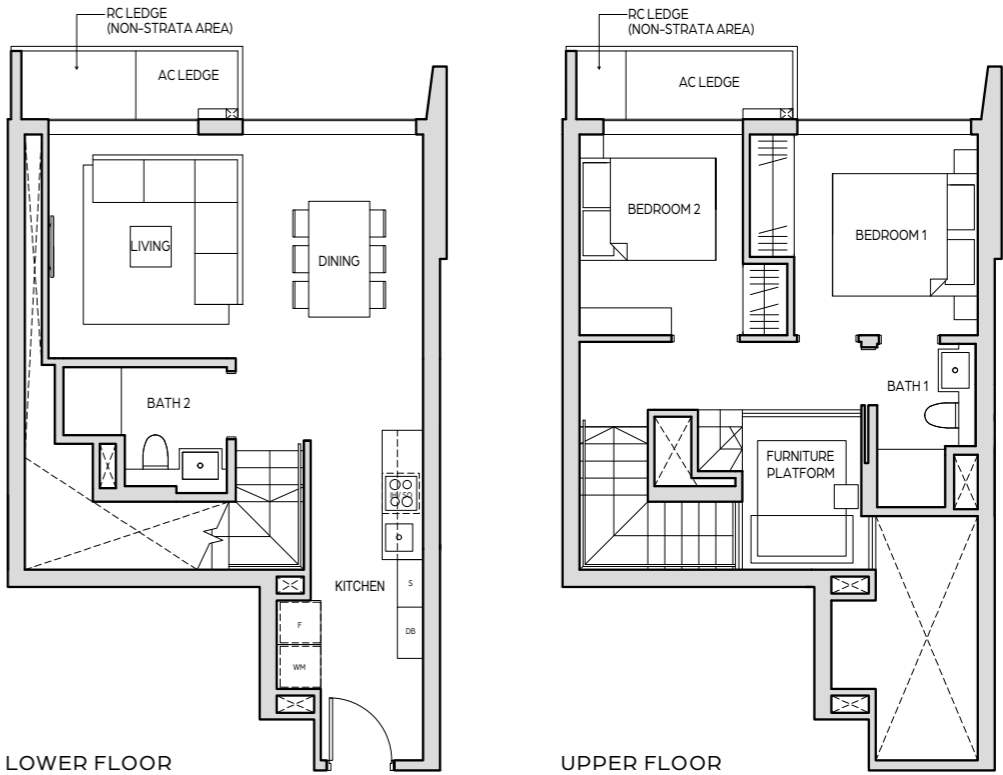 RC LEDGE
(NON-STRATA AREA)
AC LEDGE
LIVING
DINING
BATH 2
KITCHEN
S
DB
F
WM
LOWER FLOOR
RC LEDGE
(NON-STRATA AREA)
AC LEDGE
BEDROOM 2
BEDROOM 1
BATH 1
FURNITURE
PLATFORM
UPPER FLOOR